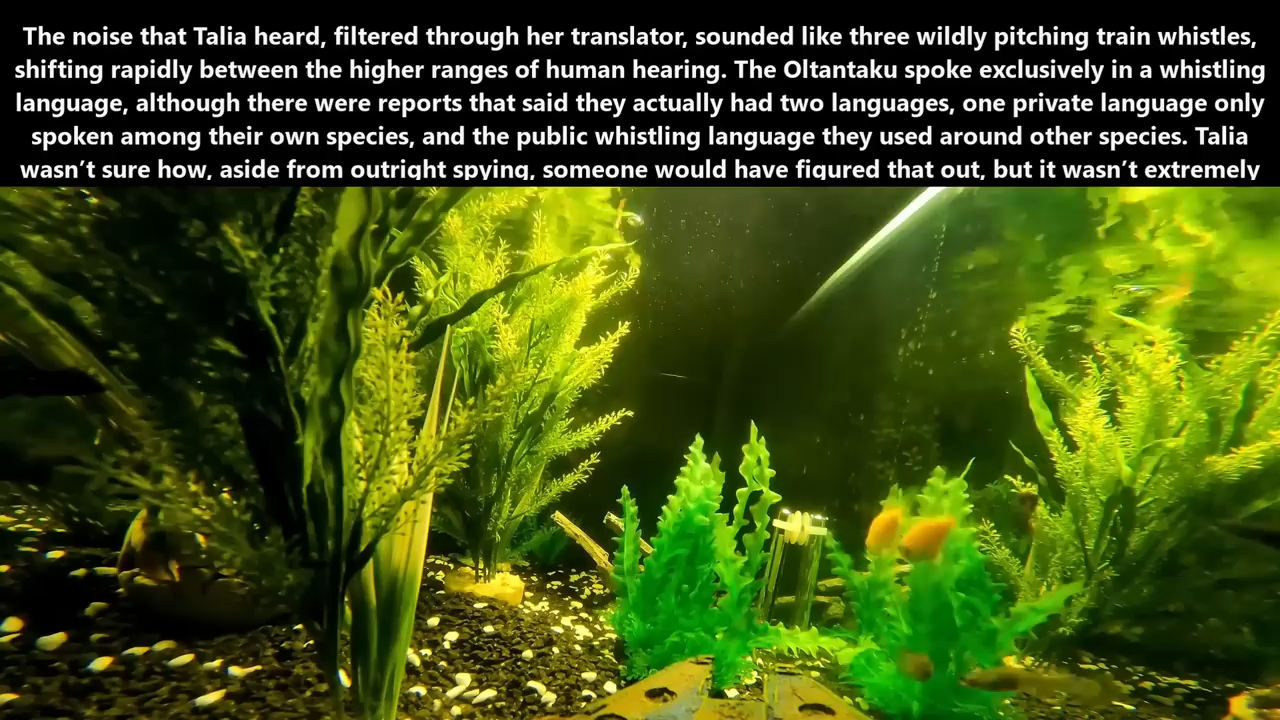 The noise that Talia heard, filtered through her translator, sounded like three wildly pitching train whistles,
shifting rapidly between the higher ranges of human hearing. The Oltantaku spoke exclusively in a whistling
language, although there were reports that said they actually had two languages, one private language only
spoken among their own species, and the public whistling language they used around other species. Talia
wasn’t sure how, aside from outright spying, someone would have figured that out, but it wasn’t extremely